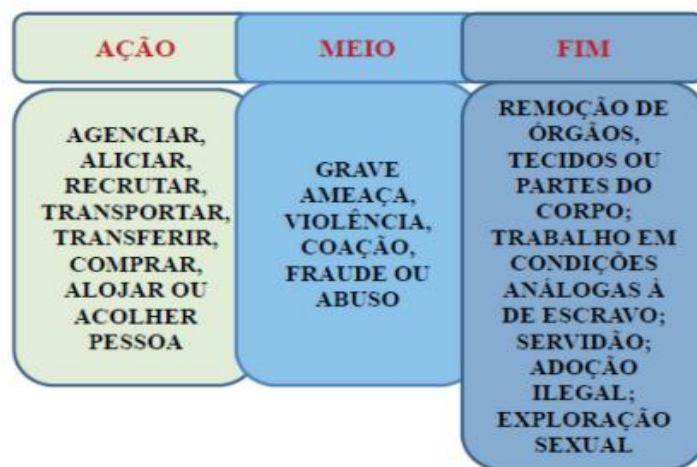 AÇÃO
AGENCIAR,
ALICIAR,
RECRUTAR,
TRANSPORTAR,
TRANSFERIR,
COMPRAR,
ALOJAR OU
ACOLHER
PESSOA
MEIO
GRAVE
AMEAÇA,
VIOLÊNCIA,
COAÇÃO,
FRAUDE OU
ABUSO
FIM
REMOÇÃO DE
ÓRGÃOS,
TECIDOS OU
PARTES DO
CORPO;
TRABALHO EM
CONDIÇÕES
ANÁLOGAS À
DE ESCRAVO;
SERVIDÃO;
ADOÇÃO
ILEGAL;
EXPLORAÇÃO
SEXUAL